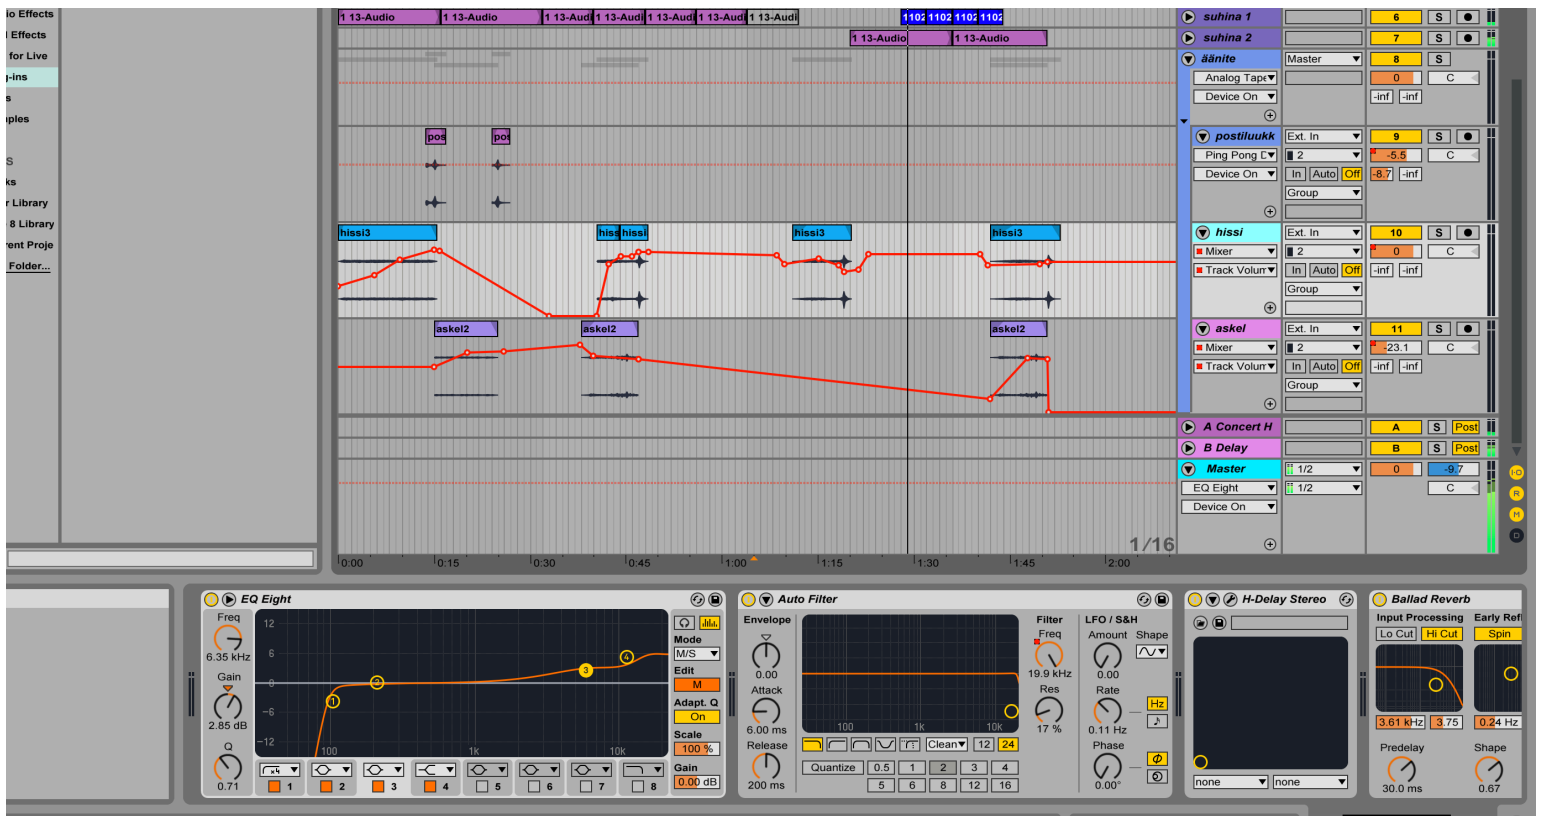 io Effects
l Effects
for Live
g-ins
s
nples
S
ks
r Library
8 Library
rent Proje
Folder...
1 13-Audio 1 13-Audio 1 13-Audi 1 13-Audi 1 13-Audi 1 13-Audi 1 13-Audi 1102 1102 1102 1102
suhina 1 6 S
1 13-Audio 1 13-Audio
suhina 2 7 S
äänite Master 8 S
Analog Tape 0 C
Device On -inf -inf
pos pos
postiluukk Ext. In 9 S
Ping Pong D 2 -5.5 C
Device On In Auto Off -8.7 -inf
Group
hissi3 hiss hissi hissi3 hissi3
hissi Ext. In 10 S
Mixer 2 0 C
Track Volum In Auto Off -inf -inf
Group
askel2 askel2 askel2
askel Ext. In 11 S
Mixer 2 -23.1 C
Track Volum In Auto Off -inf -inf
Group
A Concert H A S Post
B Delay B S Post
Master 1/2 0 -9.7
EQ Eight 1/2 C
Device On
1/16
I·O
R
M
D
0:00 0:15 0:30 0:45 1:00 1:15 1:30 1:45 2:00
EQ Eight
Freq
6.35 kHz
Gain
2.85 dB
Q
0.71
12
6
0
-6
-12
100 1k 10k
1 2 3 4
x4
1 2 3 4 5 6 7 8
Mode
M/S
Edit
M
Adapt. Q
On
Scale
100 %
Gain
0.00 dB
Auto Filter
Envelope
0.00
Attack
6.00 ms
Release
200 ms
100 1k 10k
Clean 12 24
Quantize 0.5 1 2 3 4
5 6 8 12 16
Filter
Freq
19.9 kHz
Res
17 %
LFO / S&H
Amount Shape
0.00
Rate
0.11 Hz
Hz
Phase
0.00°
H-Delay Stereo
none none
Ballad Reverb
Input Processing Early Refl
Lo Cut Hi Cut Spin
3.61 kHz 3.75 0.24 Hz
Predelay Shape
30.0 ms 0.67